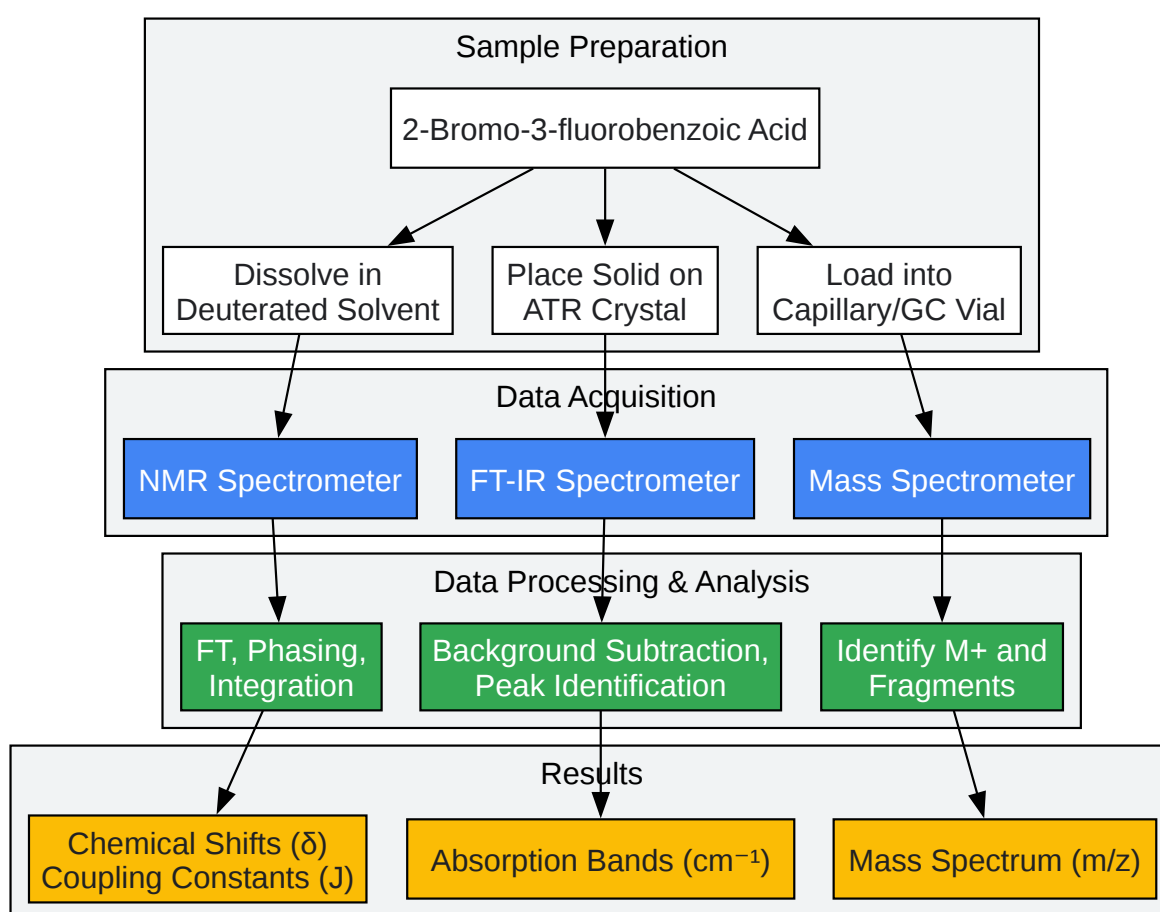 Sample Preparation
2-Bromo-3-fluorobenzoic Acid
Dissolve in
Deuterated Solvent
Place Solid on
ATR Crystal
Load into
Capillary/GC Vial
Data Acquisition
NMR Spectrometer
FT-IR Spectrometer
Mass Spectrometer
Data Processing & Analysis
FT, Phasing,
Integration
Background Subtraction,
Peak Identification
Identify M+ and
Fragments
Results
Chemical Shifts (δ)
Coupling Constants (J)
Absorption Bands (cm⁻¹)
Mass Spectrum (m/z)